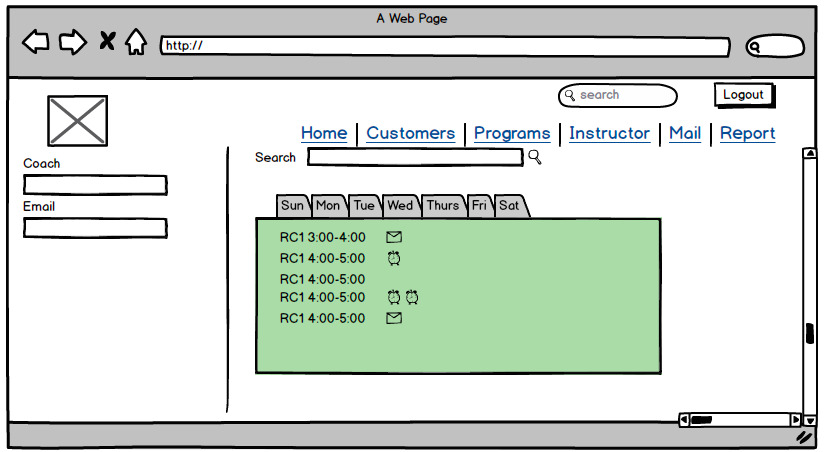 A Web Page
http://
search
Logout
Home Customers Programs Instructor Mail Report
Coach
Email
Search
Sun Mon Tue Wed Thurs Fri Sat
RC1 3:00-4:00
RC1 4:00-5:00
RC1 4:00-5:00
RC1 4:00-5:00
RC1 4:00-5:00